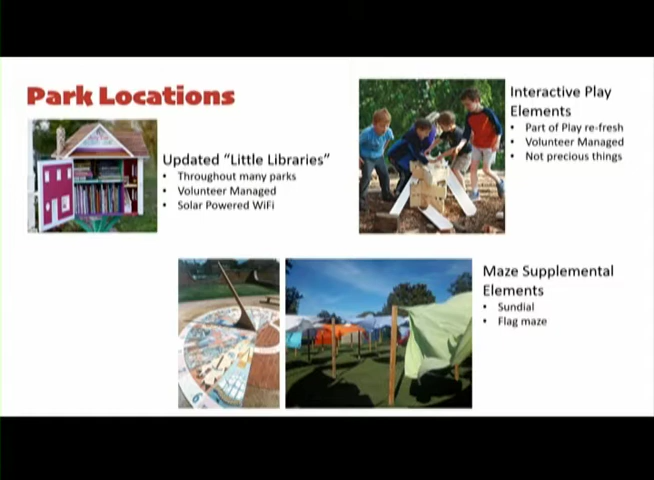 Park Locations
Updated “Little Libraries”
• Throughout many parks
• Volunteer Managed
• Solar Powered WiFi
Interactive Play
Elements
• Part of Play re-fresh
• Volunteer Managed
• Not precious things
Maze Supplemental
Elements
• Sundial
• Flag maze